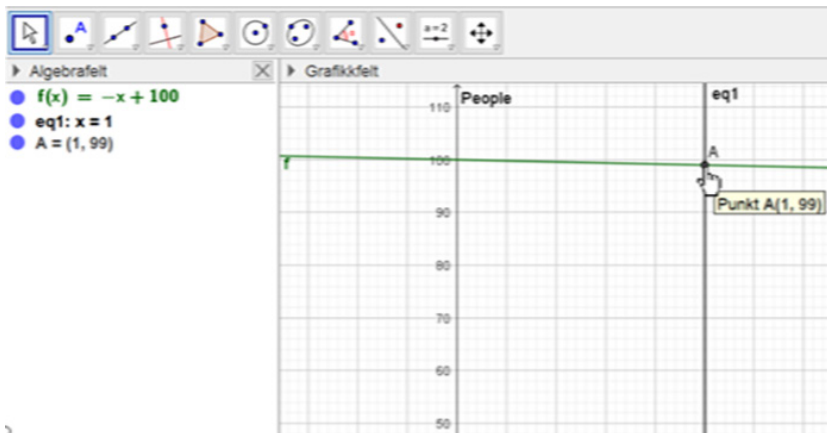 A
a=2
Algebrafelt
Grafikkfelt
f(x) = −x + 100
eq1: x = 1
A = (1, 99)
People
eq1
110
A
100
f
Punkt A(1, 99)
90
80
70
60
50